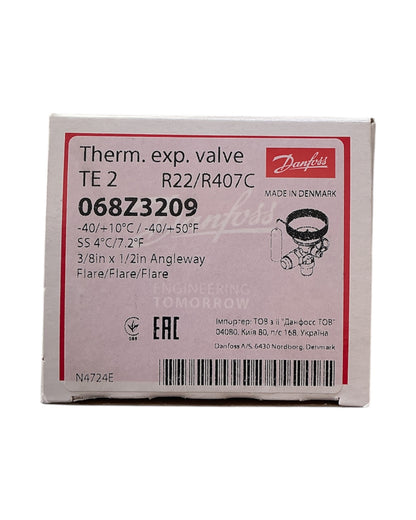 Therm. exp. valve
TE 2 R22/R407C
068Z3209
-40/+10°C / -40/+50°F
SS 4°C/7.2°F
3/8in x 1/2in Angleway
Flare/Flare/Flare
Danfoss
MADE IN DENMARK
Danfoss
ENGINEERING
TOMORROW
EAC
Імпортер: ТОВ з іі "Данфосс ТОВ"
04080, Київ 80, п/с 168, Україна
Danfoss A/S, 6430 Nordborg, Denmark
N4724E